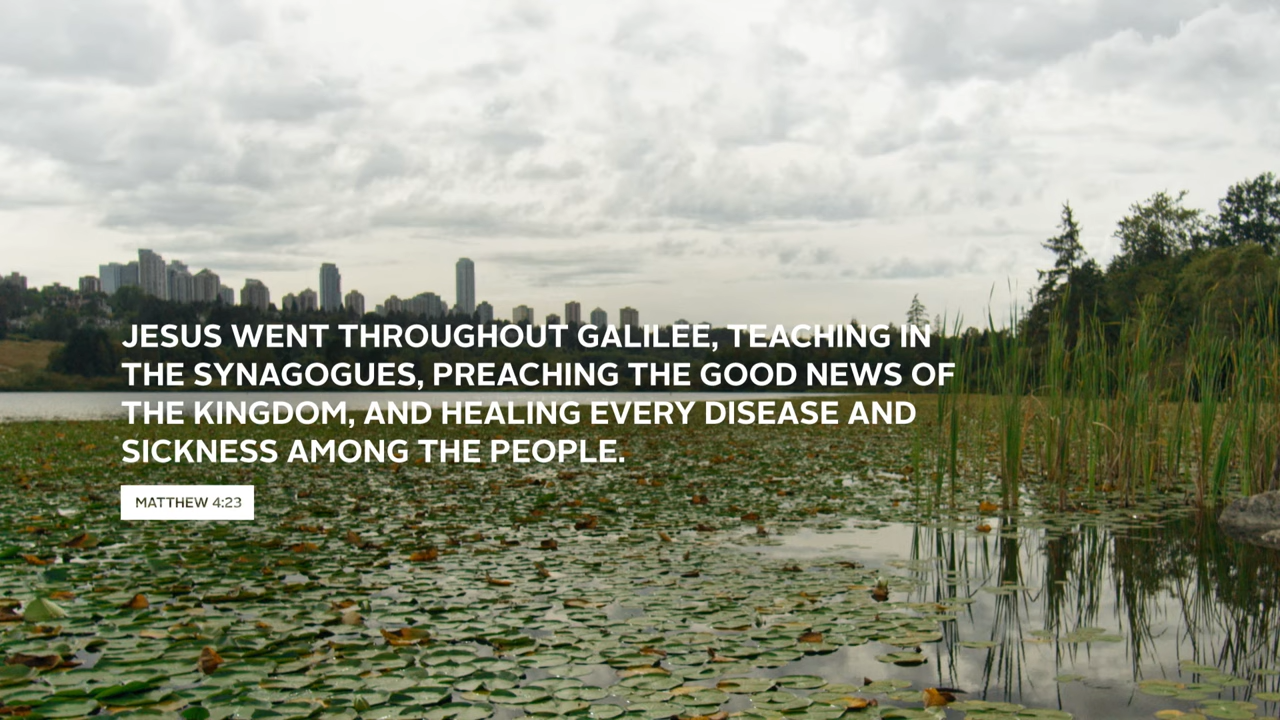 JESUS WENT THROUGHOUT GALILEE, TEACHING IN
THE SYNAGOGUES, PREACHING THE GOOD NEWS OF
THE KINGDOM, AND HEALING EVERY DISEASE AND
SICKNESS AMONG THE PEOPLE.
MATTHEW 4:23